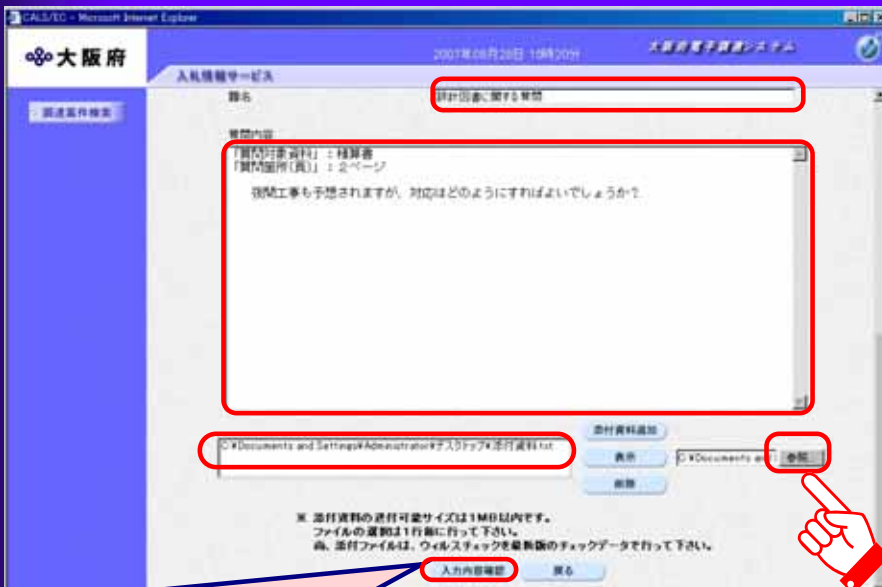 CALS/EC - Microsoft Internet Explorer
大阪府
2007年08月28日
大阪府電子調達システム
入札情報サービス
調達案件検索
題名
設計図書に関する質問
質問内容
「質問対象資料」：積算書
「質問箇所(頁)」：2ページ
夜間工事も予想されますが、対応はどのようにすればよいでしょうか?
添付資料追加
C:¥Documents and Settings¥Administrator¥デスクトップ¥添付資料.txt
表示
C:¥Documents and
参照...
削除
※ 添付資料の送付可能サイズは1MB以内です。
ファイルの選択は1行毎に行って下さい。
尚、添付ファイルは、ウィルスチェックを最新版のチェックデータで行って下さい。
入力内容確認
戻る